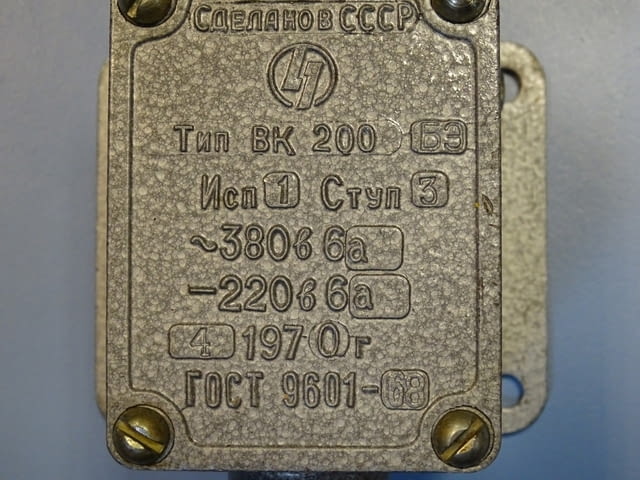 Сделано в СССР
Тип ВК 200 БЭ
Исп 1 Ступ 3
~380в 6а
-220в 6а
4 1970г
ГОСТ 9601-68